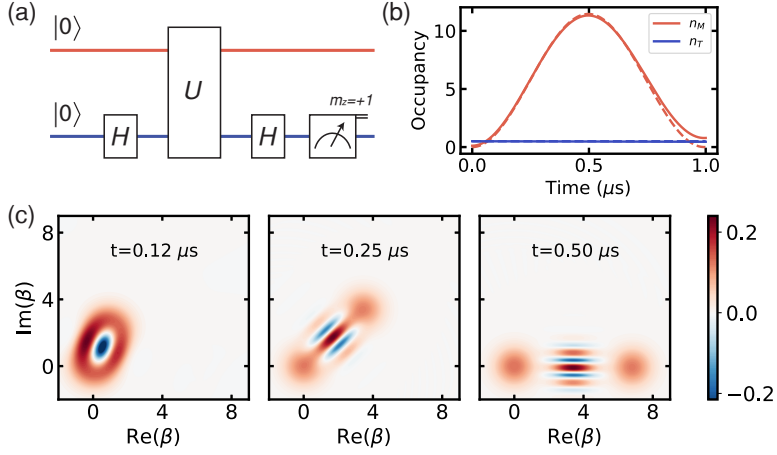 (a)
|0⟩
|0⟩
H
U
H
m_z=+1
(b)
Occupancy
10
5
0
n_M
n_T
0.0
0.5
1.0
Time (μs)
(c)
Im(β)
8
4
0
t=0.12 μs
0
4
8
Re(β)
t=0.25 μs
0
4
8
Re(β)
t=0.50 μs
0
4
8
Re(β)
0.2
0.0
−0.2